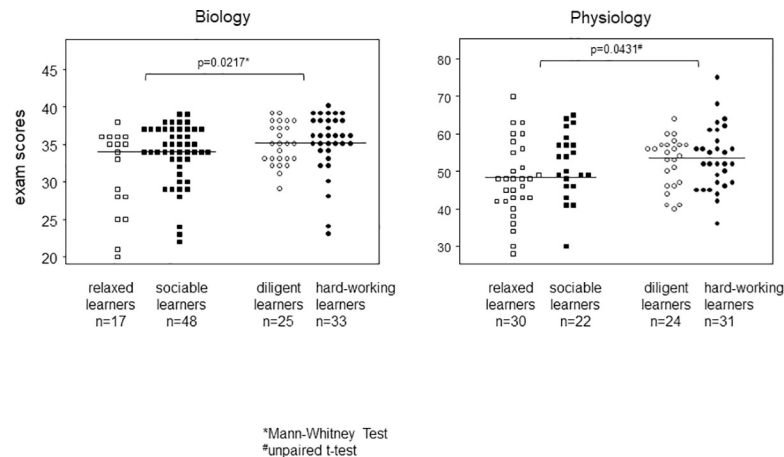 Biology
p=0.0217*
exam scores
45
40
35
30
25
20
relaxed learners n=17
sociable learners n=48
diligent learners n=25
hard-working learners n=33
Physiology
p=0.0431#
80
70
60
50
40
30
relaxed learners n=30
sociable learners n=22
diligent learners n=24
hard-working learners n=31
*Mann-Whitney Test
#unpaired t-test